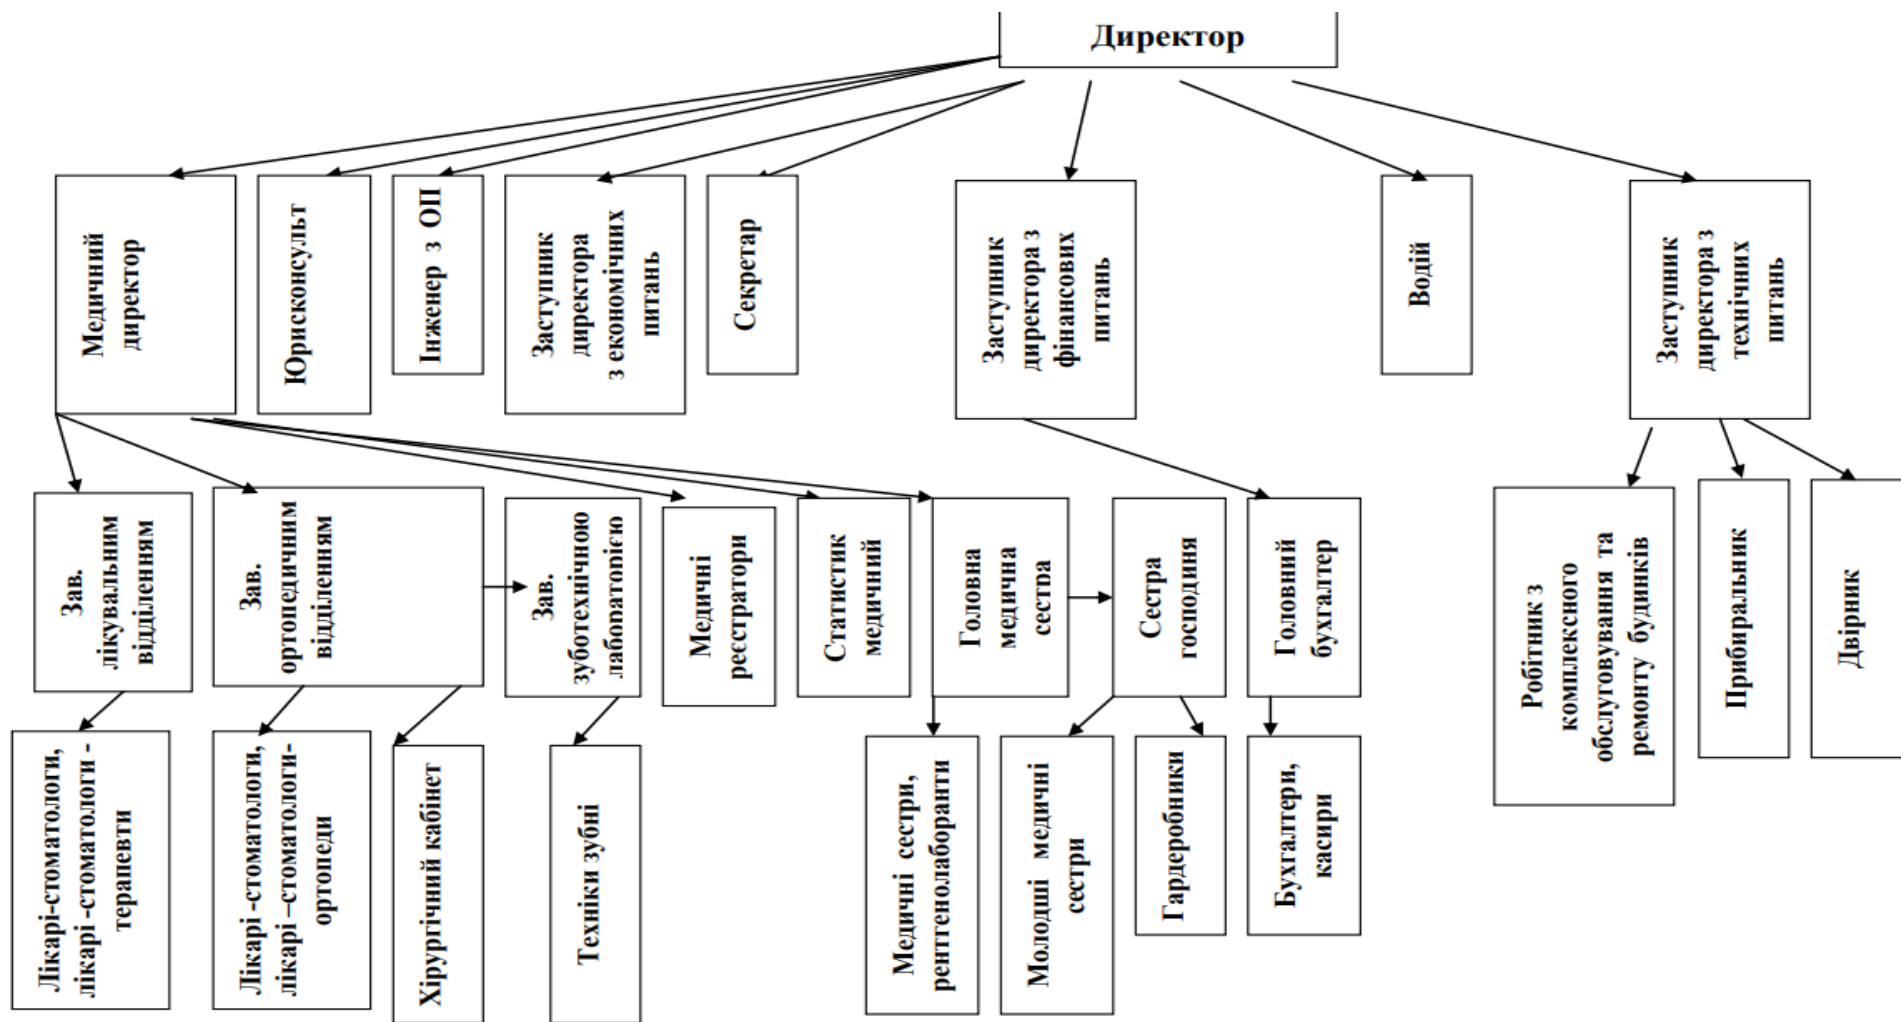 Директор
Медичний
директор
Юрисконсульт
Інженер з ОП
Заступник
директора
з економічних
питань
Секретар
Заступник
директора з
фінансових
питань
Водій
Заступник
директора з
технічних
питань
Зав.
лікувальним
відділенням
Зав.
ортопедичним
відділенням
Зав.
зуботехнічною
лабораторією
Медичні
реєстратори
Статистик
медичний
Головна
медична
сестра
Сестра
господиня
Головний
бухгалтер
Робітник з
комплексного
обслуговування та
ремонту будинків
Прибиральник
Двірник
Лікарі-стоматологи,
лікарі -стоматологи -
терапевти
Лікарі -стоматологи,
лікарі –стоматологи-
ортопеди
Хірургічний кабінет
Техніки зубні
Медичні сестри,
рентгенолаборанти
Молодші медичні
сестри
Гардеробники
Бухгалтери,
касири